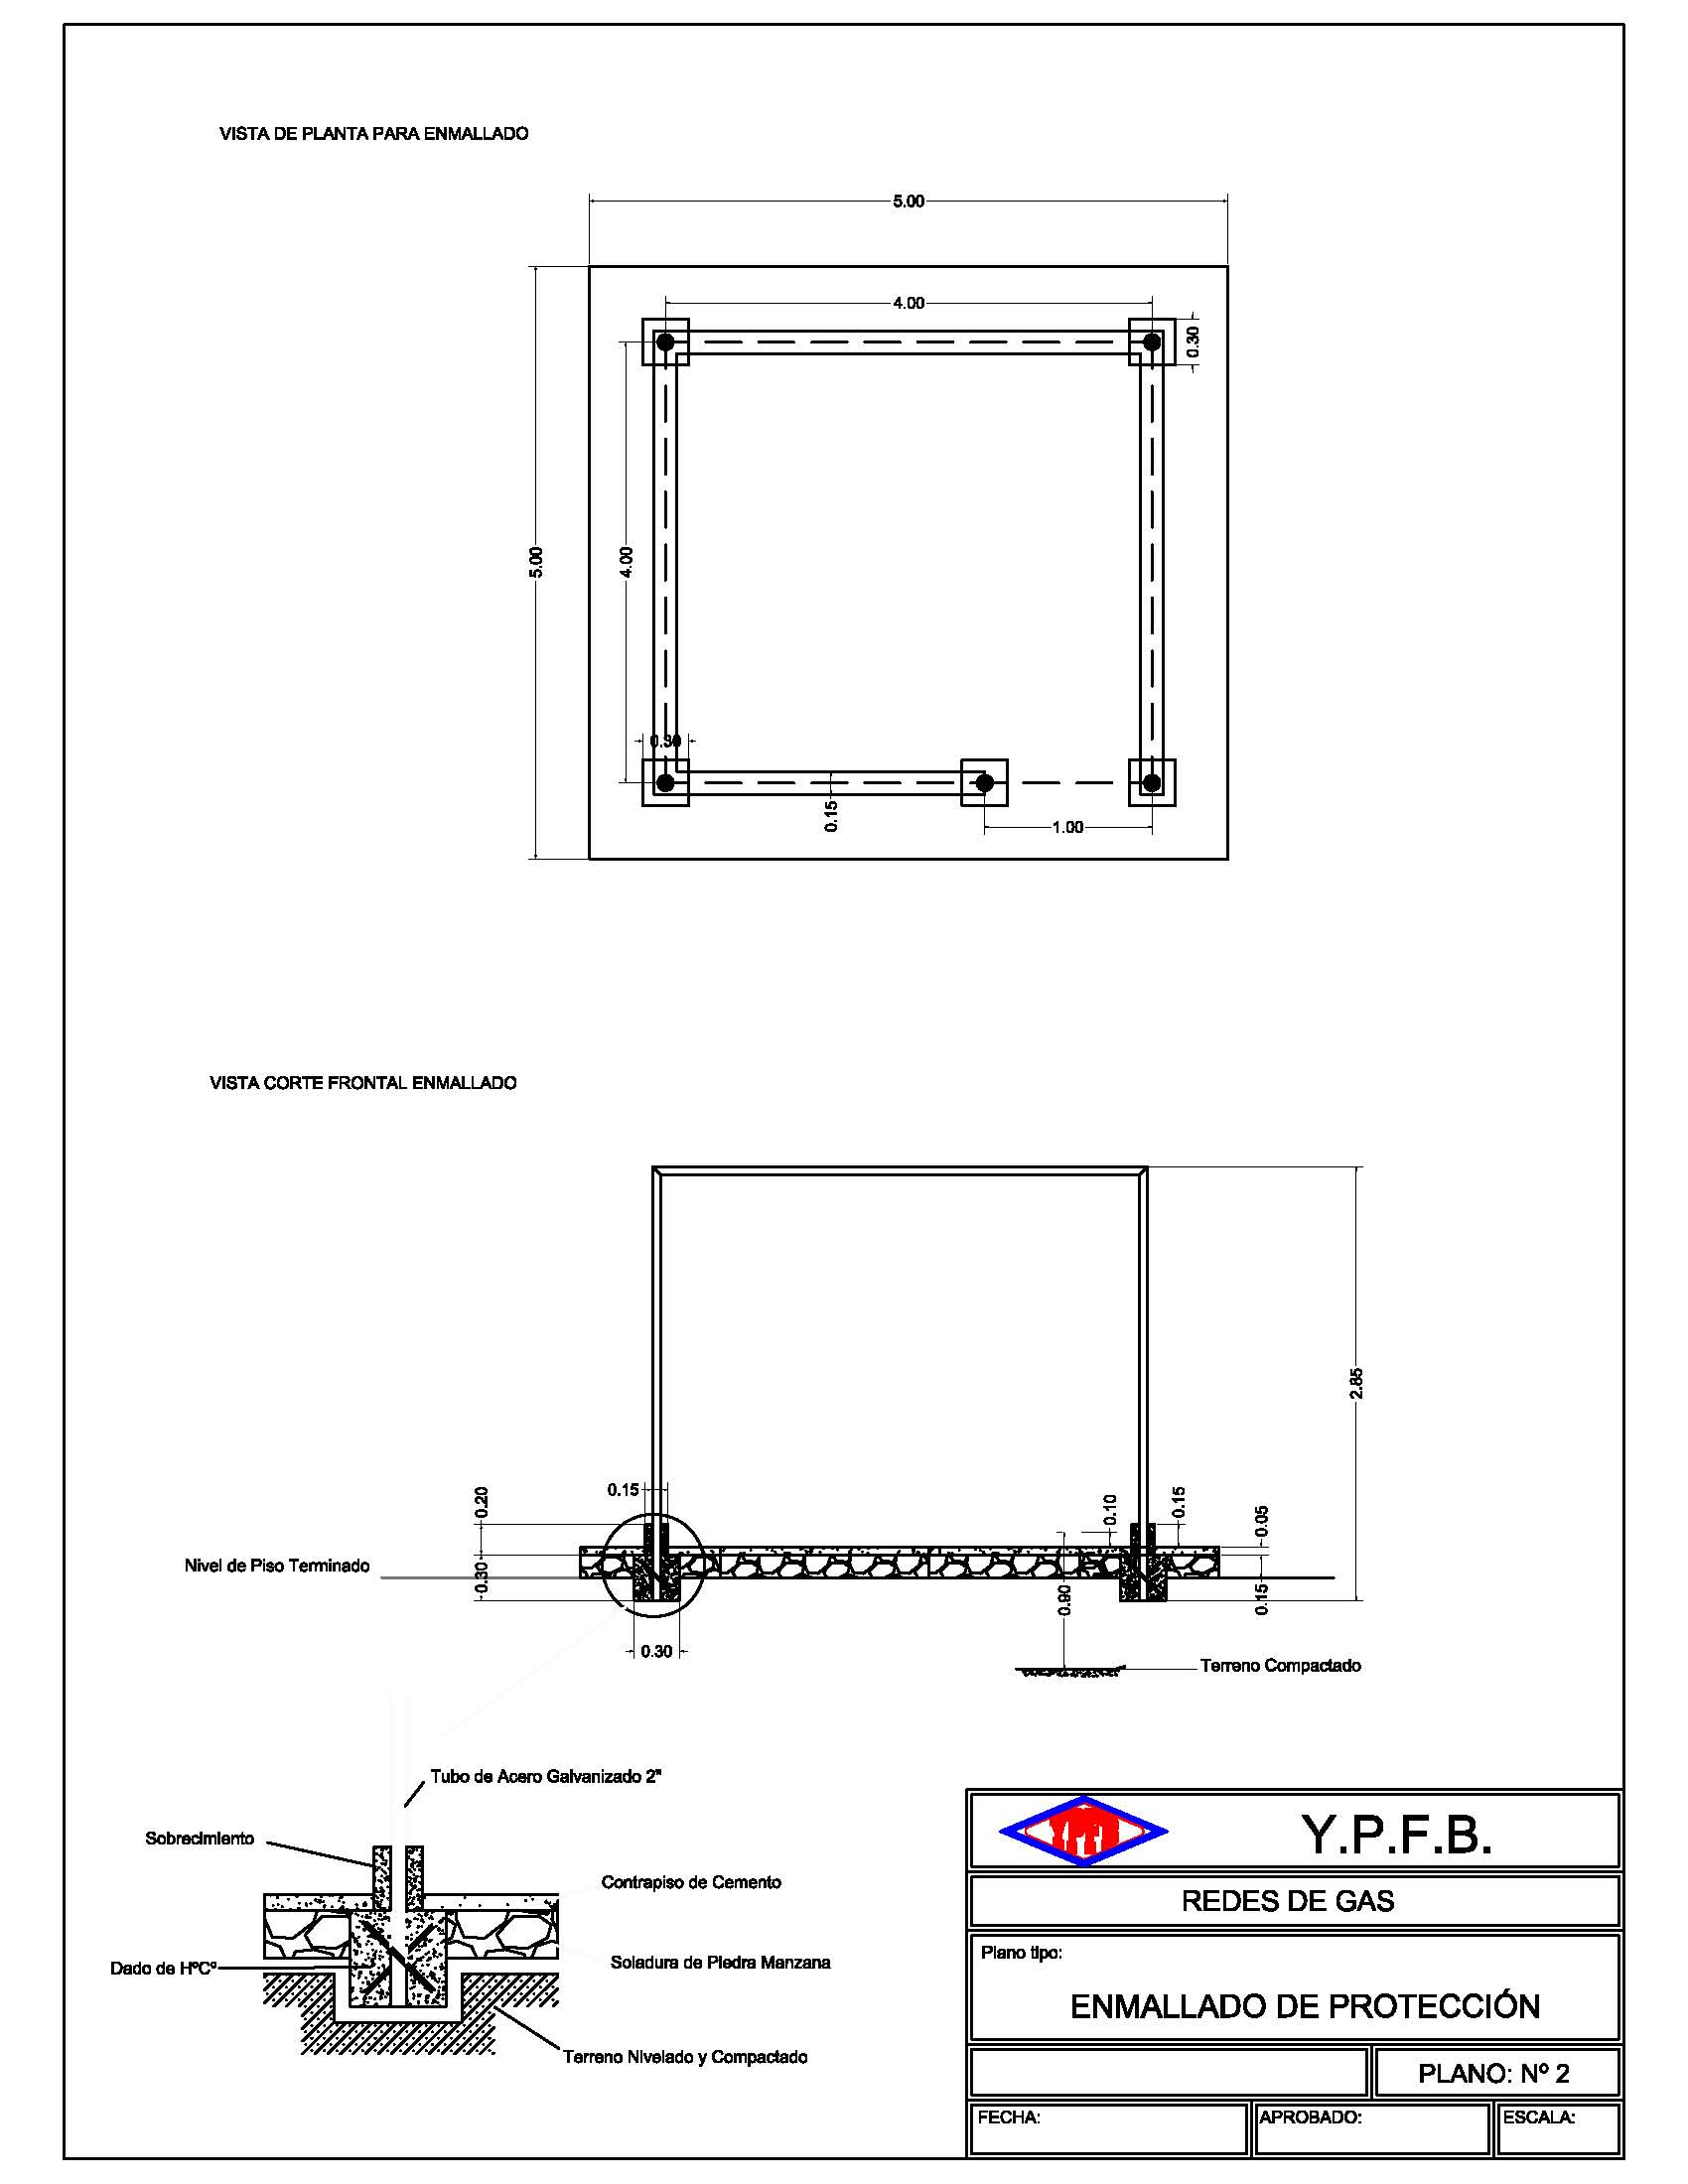 VISTA DE PLANTA PARA ENMALLADO
5.00
4.00
0.30
5.00
4.00
0.30
0.15
1.00
VISTA CORTE FRONTAL ENMALLADO
2.85
0.20
0.15
0.10
0.15
0.05
Nivel de Piso Terminado
0.30
0.90
0.15
0.30
Terreno Compactado
Tubo de Acero Galvanizado 2"
Sobrecimiento
Contrapiso de Cemento
Soladura de Piedra Manzana
Dado de HºCº
Terreno Nivelado y Compactado
YPFB
Y.P.F.B.
REDES DE GAS
Plano tipo:
ENMALLADO DE PROTECCIÓN
PLANO: Nº 2
FECHA:
APROBADO:
ESCALA: